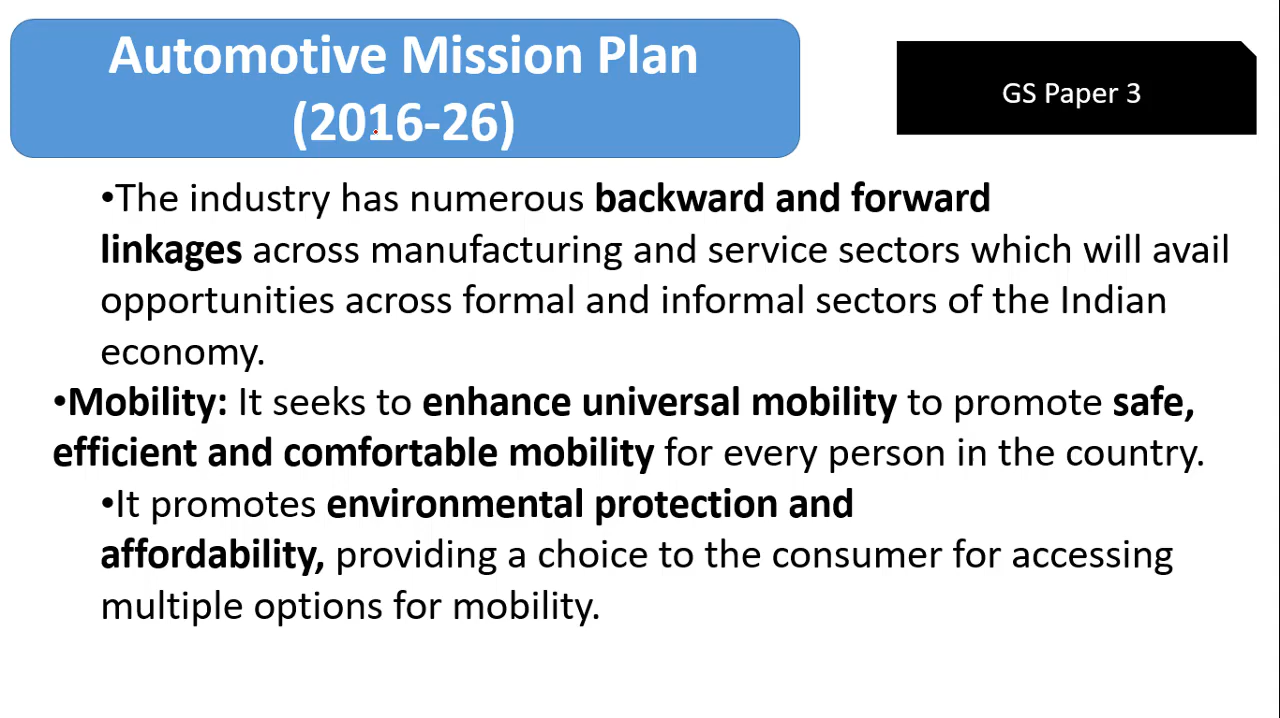 Automotive Mission Plan
(2016-26)
GS Paper 3
•The industry has numerous backward and forward
linkages across manufacturing and service sectors which will avail
opportunities across formal and informal sectors of the Indian
economy.
•Mobility: It seeks to enhance universal mobility to promote safe,
efficient and comfortable mobility for every person in the country.
•It promotes environmental protection and
affordability, providing a choice to the consumer for accessing
multiple options for mobility.